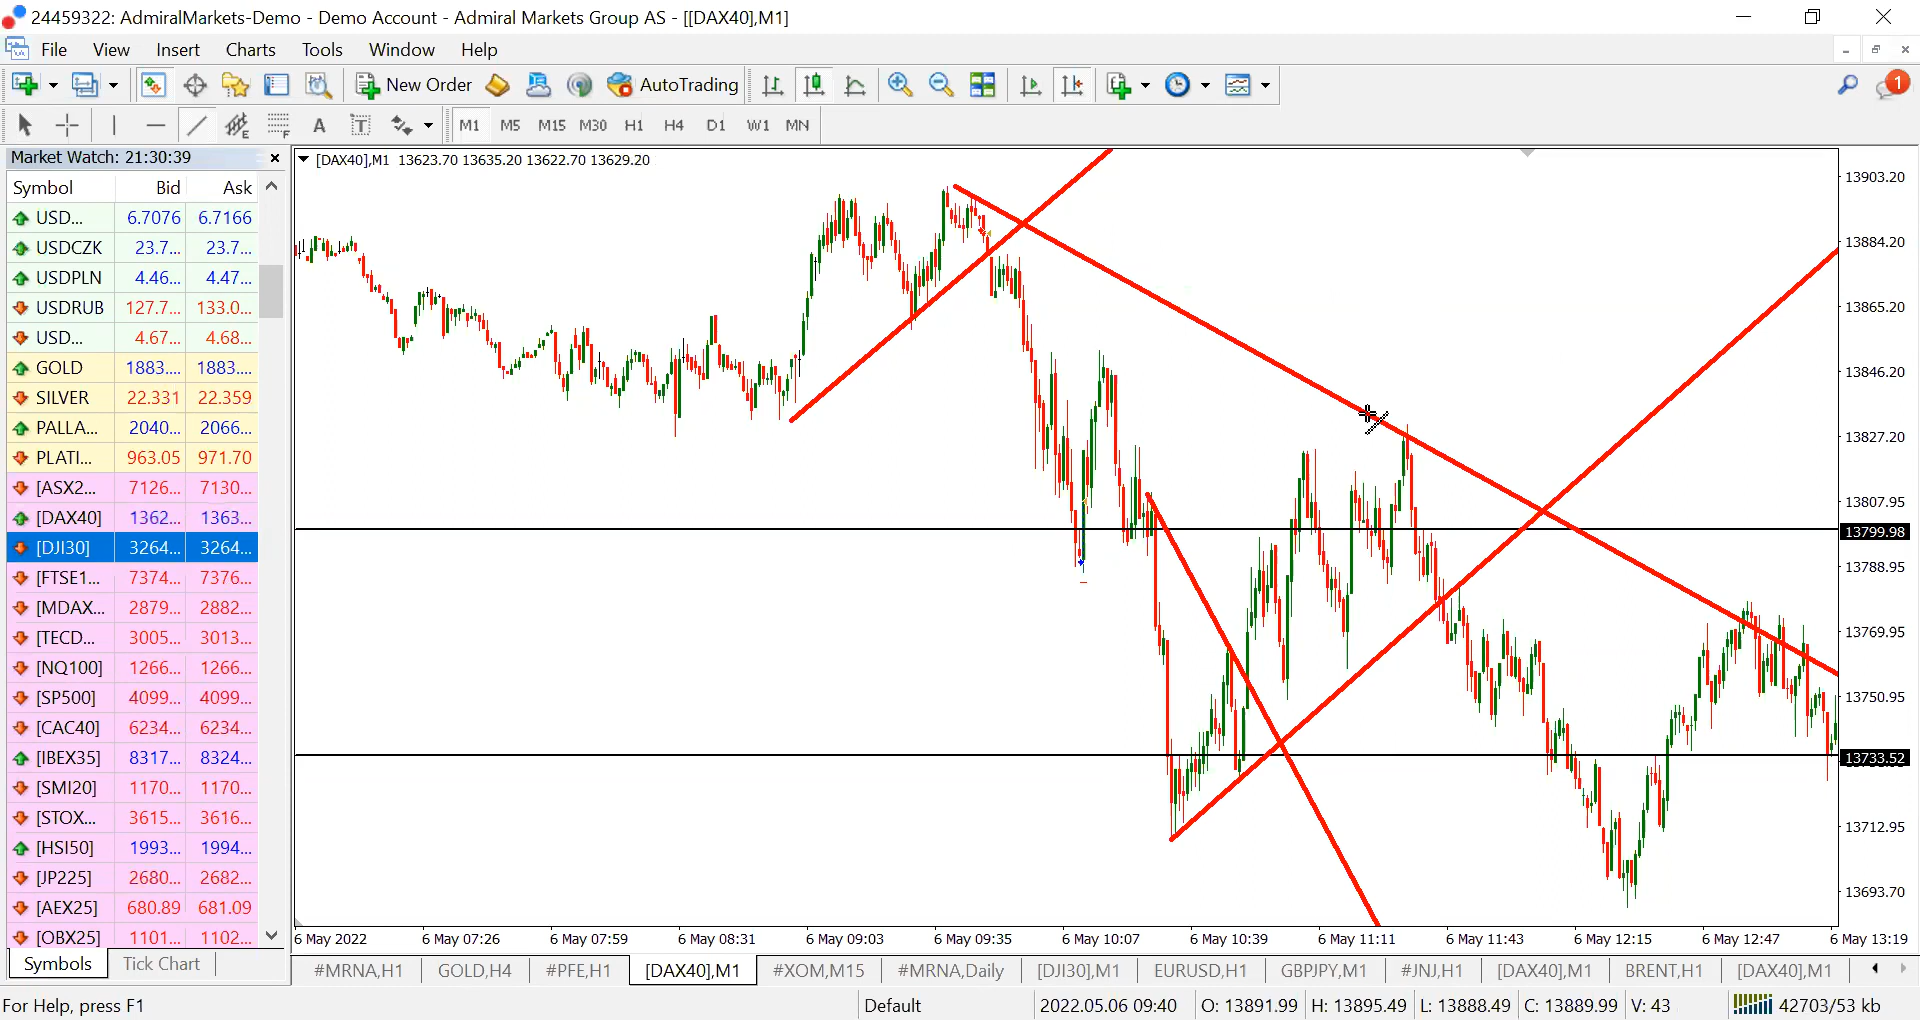 24459322: AdmiralMarkets-Demo - Demo Account - Admiral Markets Group AS - [[DAX40],M1]
File View Insert Charts Tools Window Help
New Order AutoTrading 1
A T M1 M5 M15 M30 H1 H4 D1 W1 MN
Market Watch: 21:30:39
Symbol Bid Ask
USD... 6.7076 6.7166
USDCZK 23.7... 23.7...
USDPLN 4.46... 4.47...
USDRUB 127.7... 133.0...
USD... 4.67... 4.68...
GOLD 1883.... 1883....
SILVER 22.331 22.359
PALLA... 2040... 2066...
PLATI... 963.05 971.70
[ASX2... 7126... 7130...
[DAX40] 1362... 1363...
[DJI30] 3264... 3264...
[FTSE1... 7374... 7376...
[MDAX... 2879... 2882...
[TECD... 3005... 3013...
[NQ100] 1266... 1266...
[SP500] 4099... 4099...
[CAC40] 6234... 6234...
[IBEX35] 8317... 8324...
[SMI20] 1170... 1170...
[STOX... 3615... 3616...
[HSI50] 1993... 1994...
[JP225] 2680... 2682...
[AEX25] 680.89 681.09
[OBX25] 1101... 1102...
Symbols Tick Chart
[DAX40],M1 13623.70 13635.20 13622.70 13629.20
13903.20
13884.20
13865.20
13846.20
13827.20
13807.95
13799.98
13788.95
13769.95
13750.95
13733.52
13712.95
13693.70
6 May 2022 6 May 07:26 6 May 07:59 6 May 08:31 6 May 09:03 6 May 09:35 6 May 10:07 6 May 10:39 6 May 11:11 6 May 11:43 6 May 12:15 6 May 12:47 6 May 13:19
#MRNA,H1 GOLD,H4 #PFE,H1 [DAX40],M1 #XOM,M15 #MRNA,Daily [DJI30],M1 EURUSD,H1 GBPJPY,M1 #JNJ,H1 [DAX40],M1 BRENT,H1 [DAX40],M1
For Help, press F1 Default 2022.05.06 09:40 O: 13891.99 H: 13895.49 L: 13888.49 C: 13889.99 V: 43 42703/53 kb